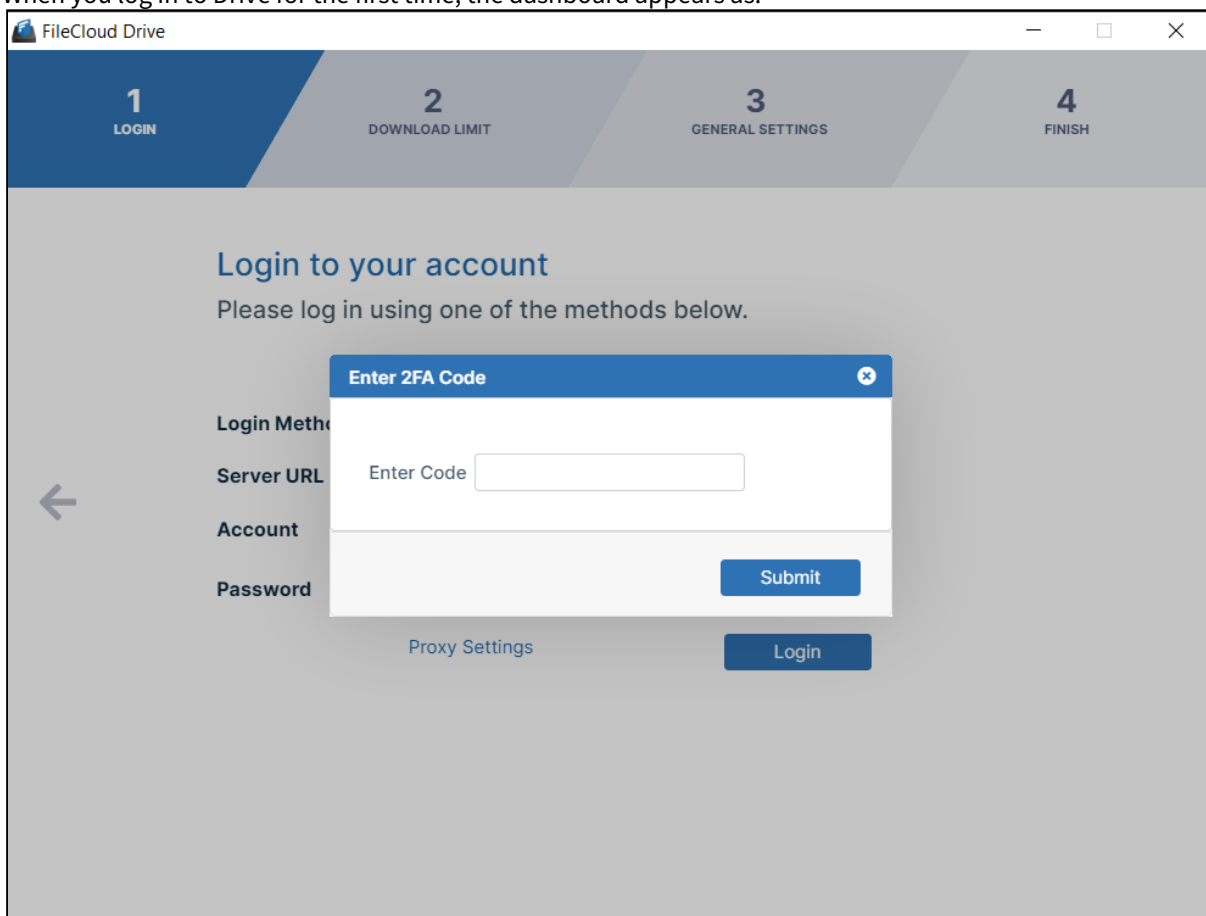 When you log in to Drive for the first time, the dashboard appears as:
FileCloud Drive
1
LOGIN
2
DOWNLOAD LIMIT
3
GENERAL SETTINGS
4
FINISH
Login to your account
Please log in using one of the methods below.
Enter 2FA Code
Login Metho
Server URL
Enter Code
Account
Password
Submit
Proxy Settings
Login